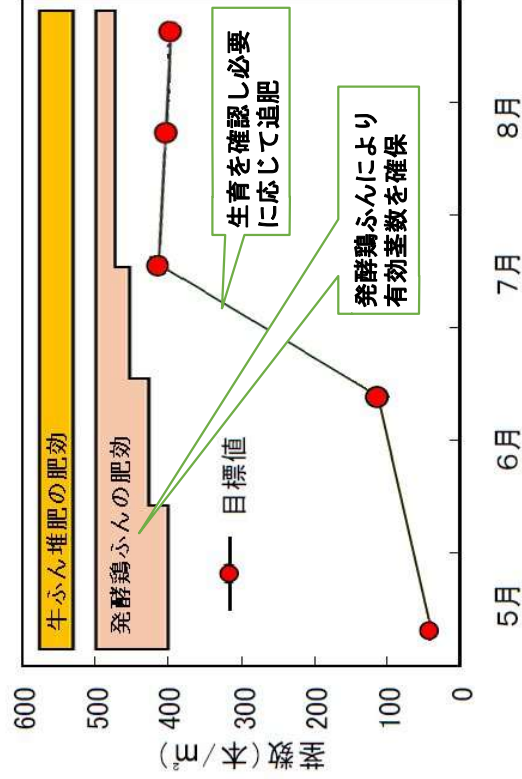 牛ふん堆肥の肥効
発酵鶏ふんの肥効
目標値
生育を確認し必要
に応じて追肥
発酵鶏ふんにより
有効茎数を確保
茎数(本/㎡)
600
500
400
300
200
100
0
5月
6月
7月
8月